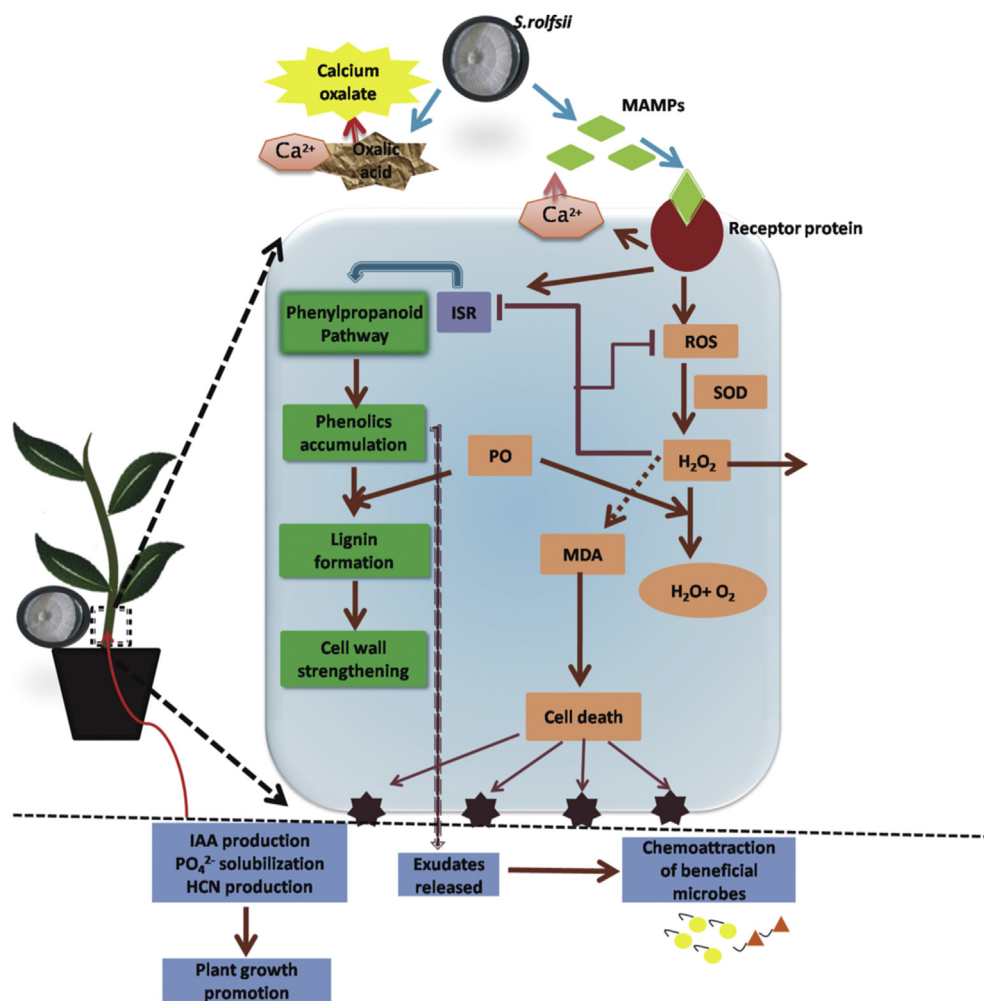 S.rolfsii
Calcium
oxalate
MAMPs
Ca²⁺
Oxalic
acid
Ca²⁺
Receptor protein
Phenylpropanoid
Pathway
ISR
ROS
SOD
Phenolics
accumulation
PO
H₂O₂
Lignin
formation
MDA
H₂O+ O₂
Cell wall
strengthening
Cell death
IAA production
PO₄²⁻ solubilization
HCN production
Exudates
released
Chemoattraction
of beneficial
microbes
Plant growth
promotion